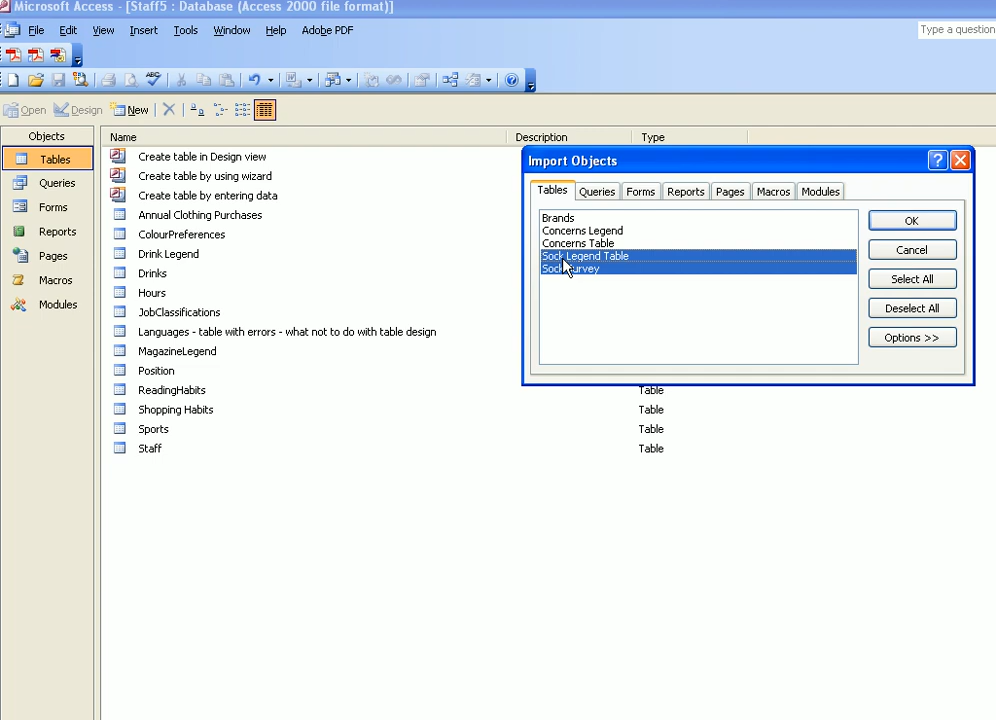 Microsoft Access - [Staff5 : Database (Access 2000 file format)]
File Edit View Insert Tools Window Help Adobe PDF
Type a question
Open Design New
Objects
Tables
Queries
Forms
Reports
Pages
Macros
Modules
Name Description Type
Create table in Design view
Create table by using wizard
Create table by entering data
Annual Clothing Purchases
ColourPreferences
Drink Legend
Drinks
Hours
JobClassifications
Languages - table with errors - what not to do with table design
MagazineLegend
Position
ReadingHabits Table
Shopping Habits Table
Sports Table
Staff Table
Import Objects
Tables Queries Forms Reports Pages Macros Modules
Brands
Concerns Legend
Concerns Table
Sock Legend Table
OK
Cancel
Select All
Deselect All
Options >>